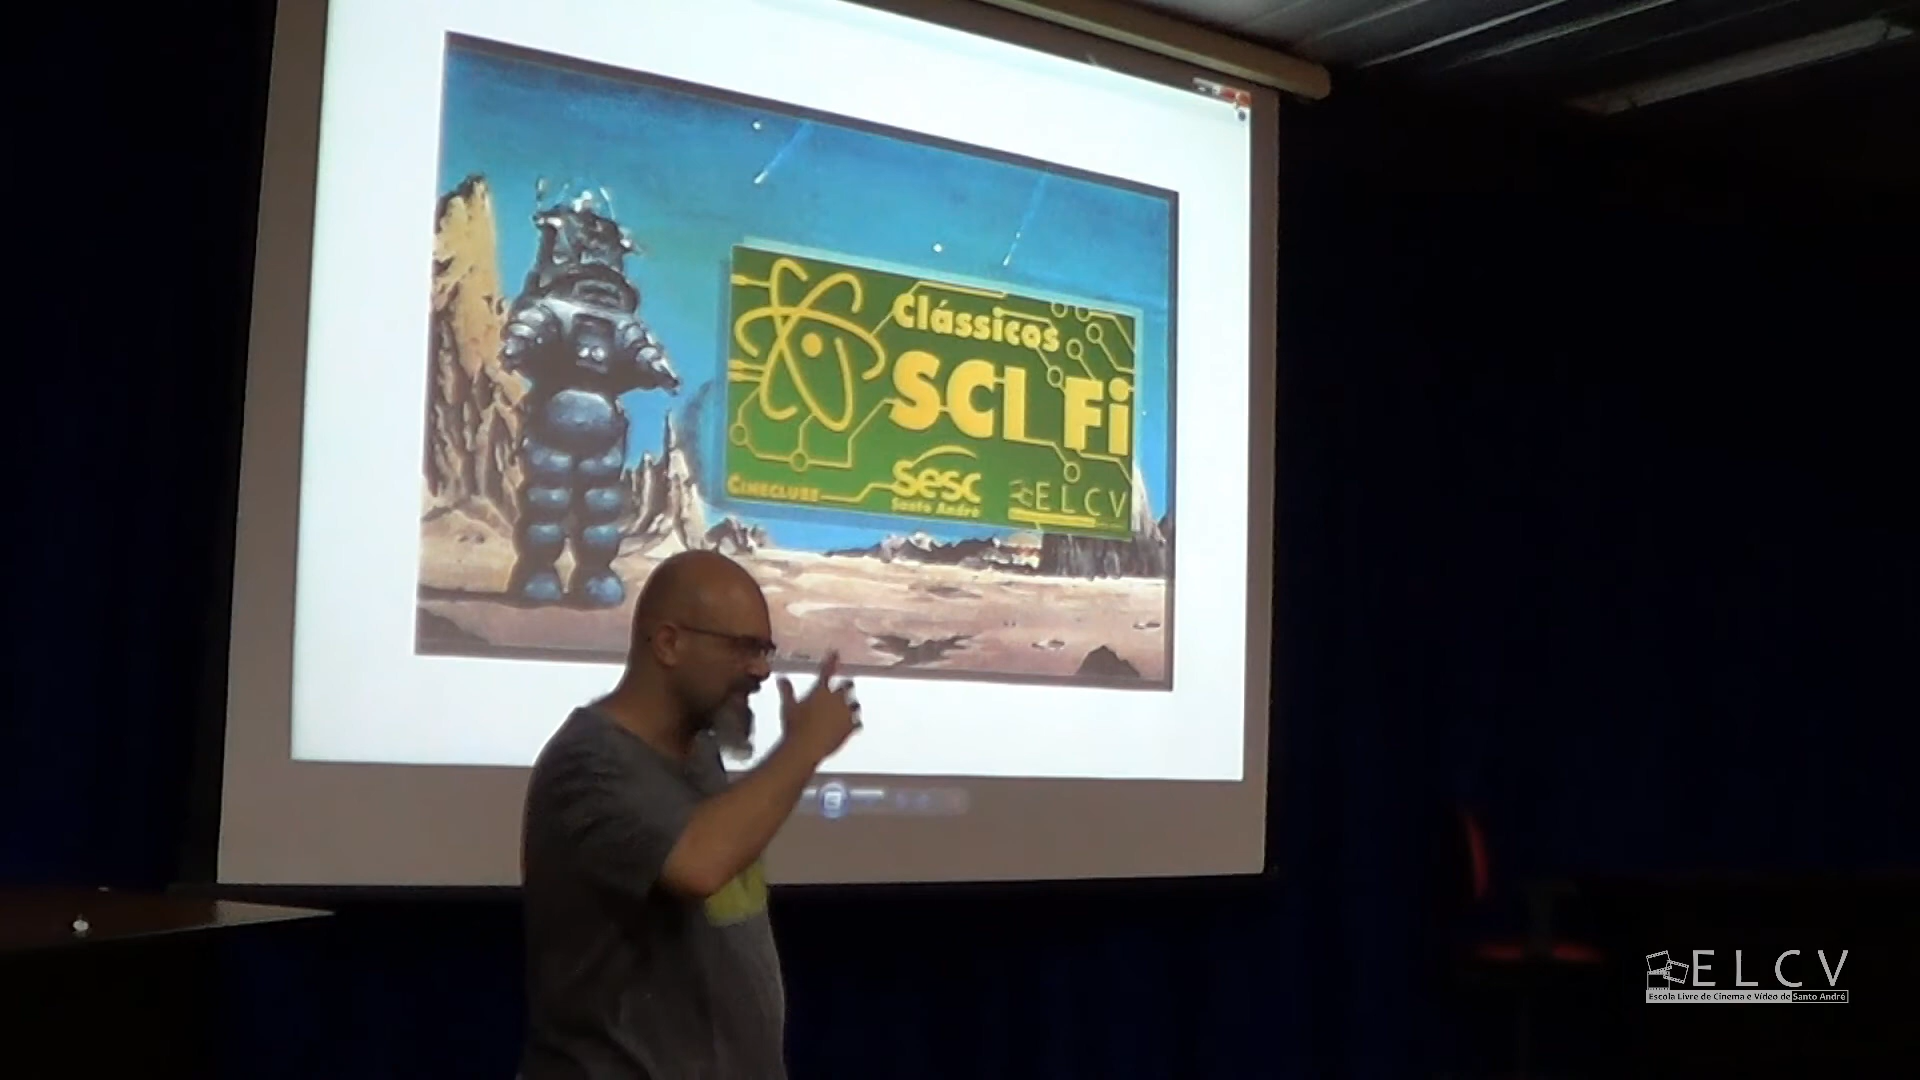 Clássicos
SCI Fi
CINECLUBE
Sesc
Santo André
ELCV
ELCV
Escola Livre de Cinema e Vídeo de Santo André